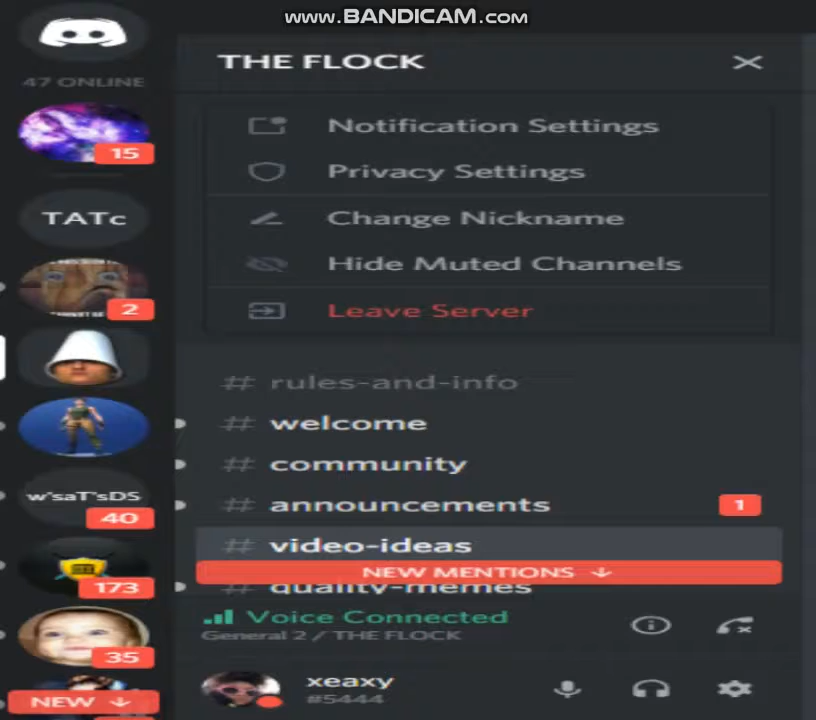 www.BANDICAM.com
THE FLOCK
47 ONLINE
Notification Settings
15
Privacy Settings
TATc
Change Nickname
Hide Muted Channels
2
Leave Server
# rules-and-info
# welcome
# community
w'saT'sDS
# announcements
1
40
# video-ideas
NEW MENTIONS ↓
# quality-memes
173
Voice Connected
General 2 / THE FLOCK
35
xeaxy
#5444
NEW ↓